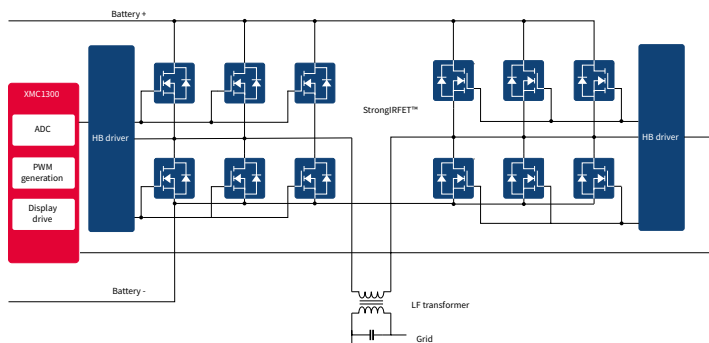 Battery +
XMC1300
ADC
PWM
generation
Display
drive
HB driver
StrongIRFET™
HB driver
Battery -
LF transformer
Grid